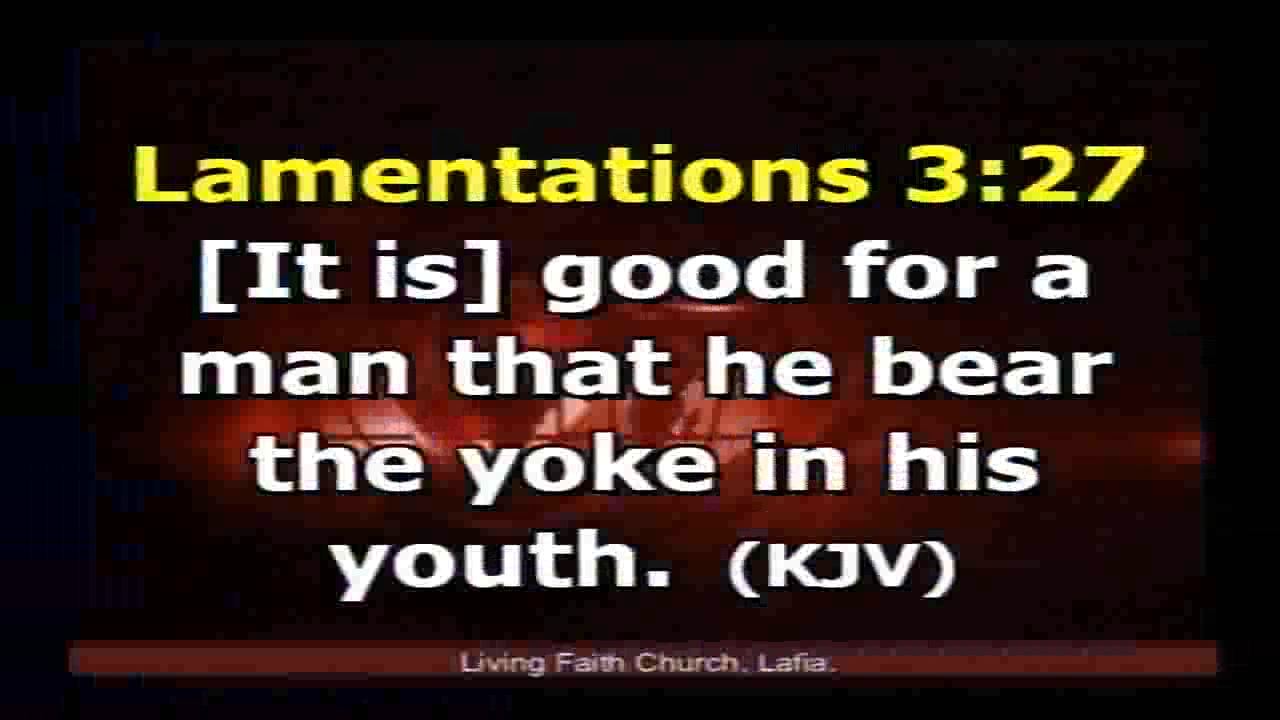 Lamentations 3:27
[It is] good for a
man that he bear
the yoke in his
youth. (KJV)
Living Faith Church, Lafia.